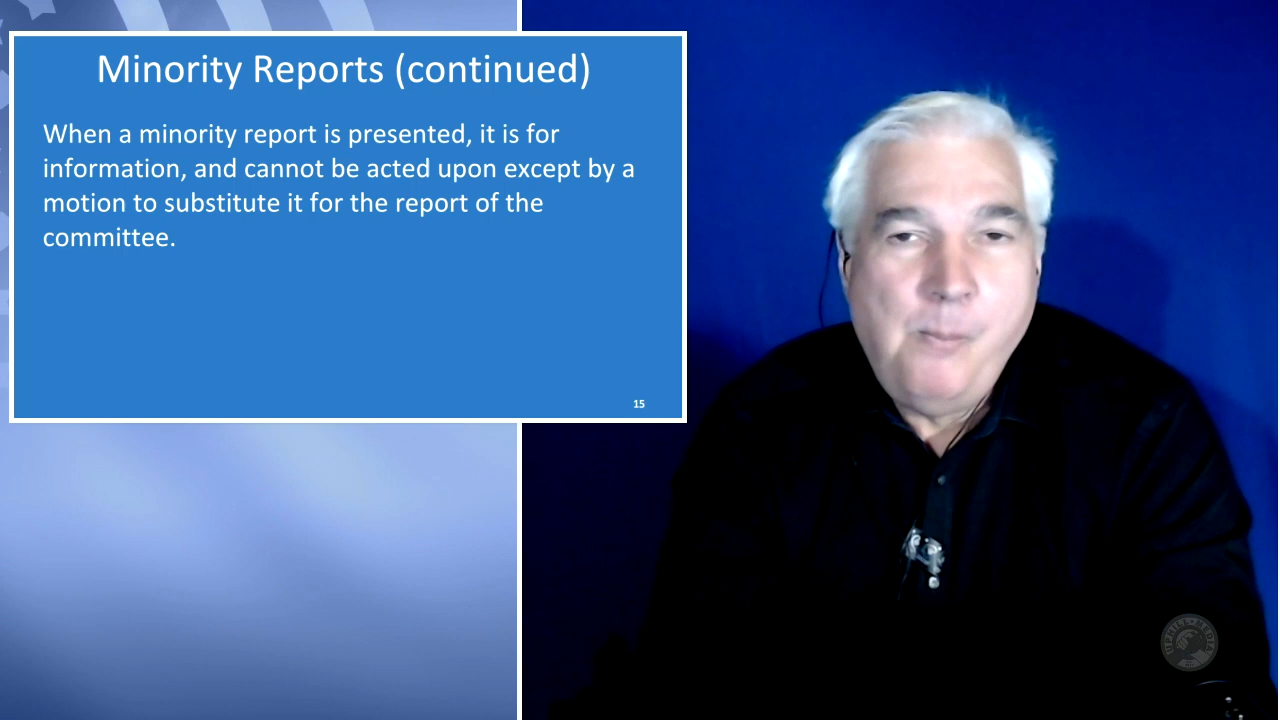 Minority Reports (continued)
When a minority report is presented, it is for
information, and cannot be acted upon except by a
motion to substitute it for the report of the
committee.
15